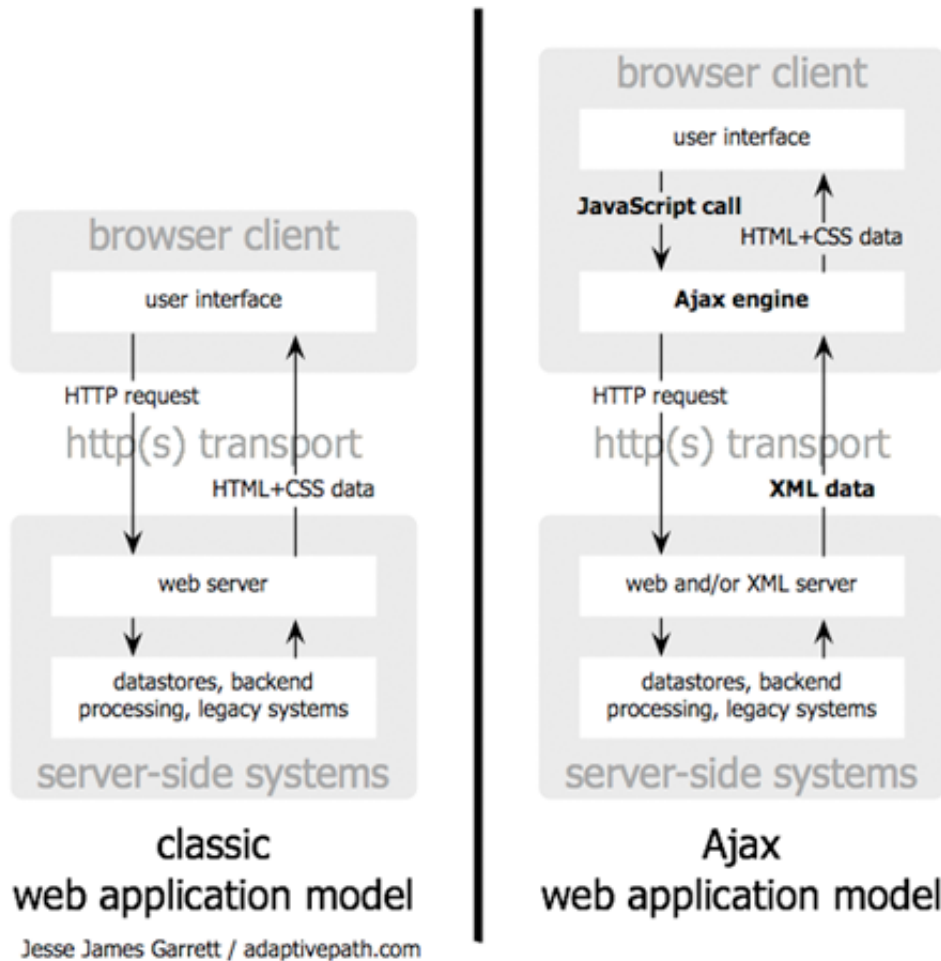 browser client
user interface
HTTP request
http(s) transport
HTML+CSS data
web server
datastores, backend
processing, legacy systems
server-side systems
classic
web application model
Jesse James Garrett / adaptivepath.com
browser client
user interface
JavaScript call
HTML+CSS data
Ajax engine
HTTP request
http(s) transport
XML data
web and/or XML server
datastores, backend
processing, legacy systems
server-side systems
Ajax
web application model